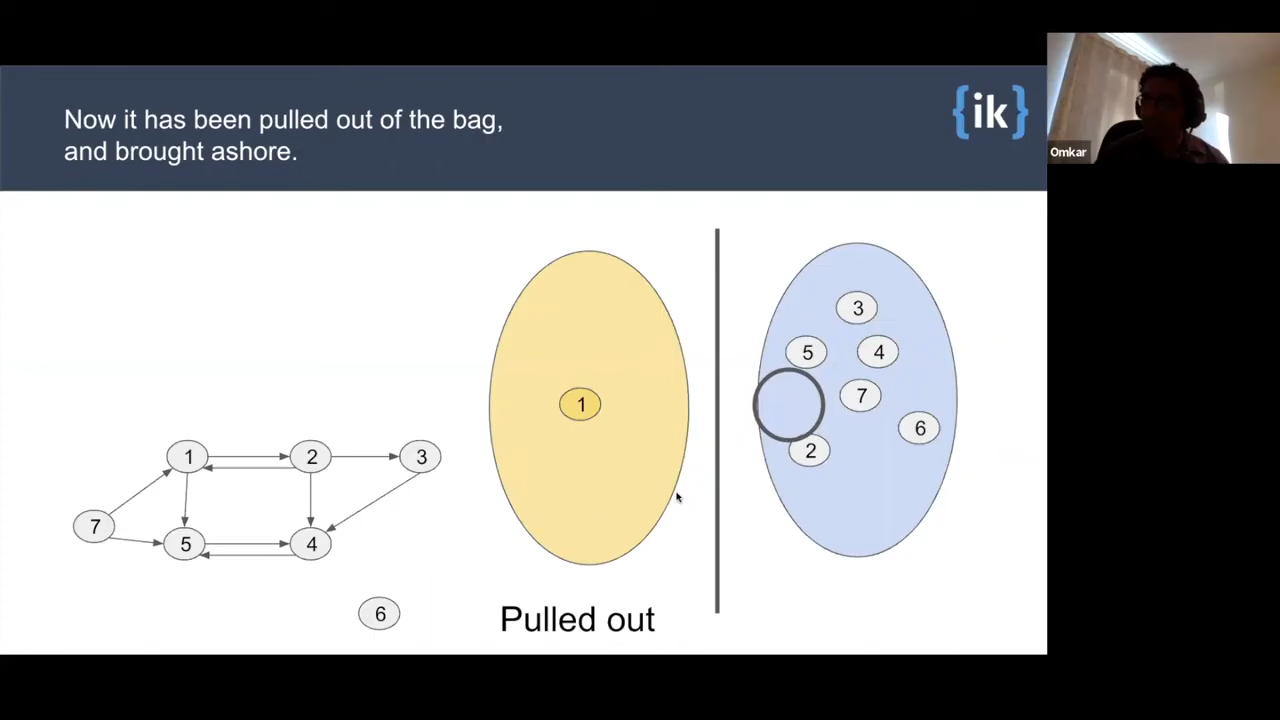 Now it has been pulled out of the bag,
and brought ashore.
{ik}
Omkar
3
5
4
1
7
6
2
1
2
3
7
5
4
6
Pulled out